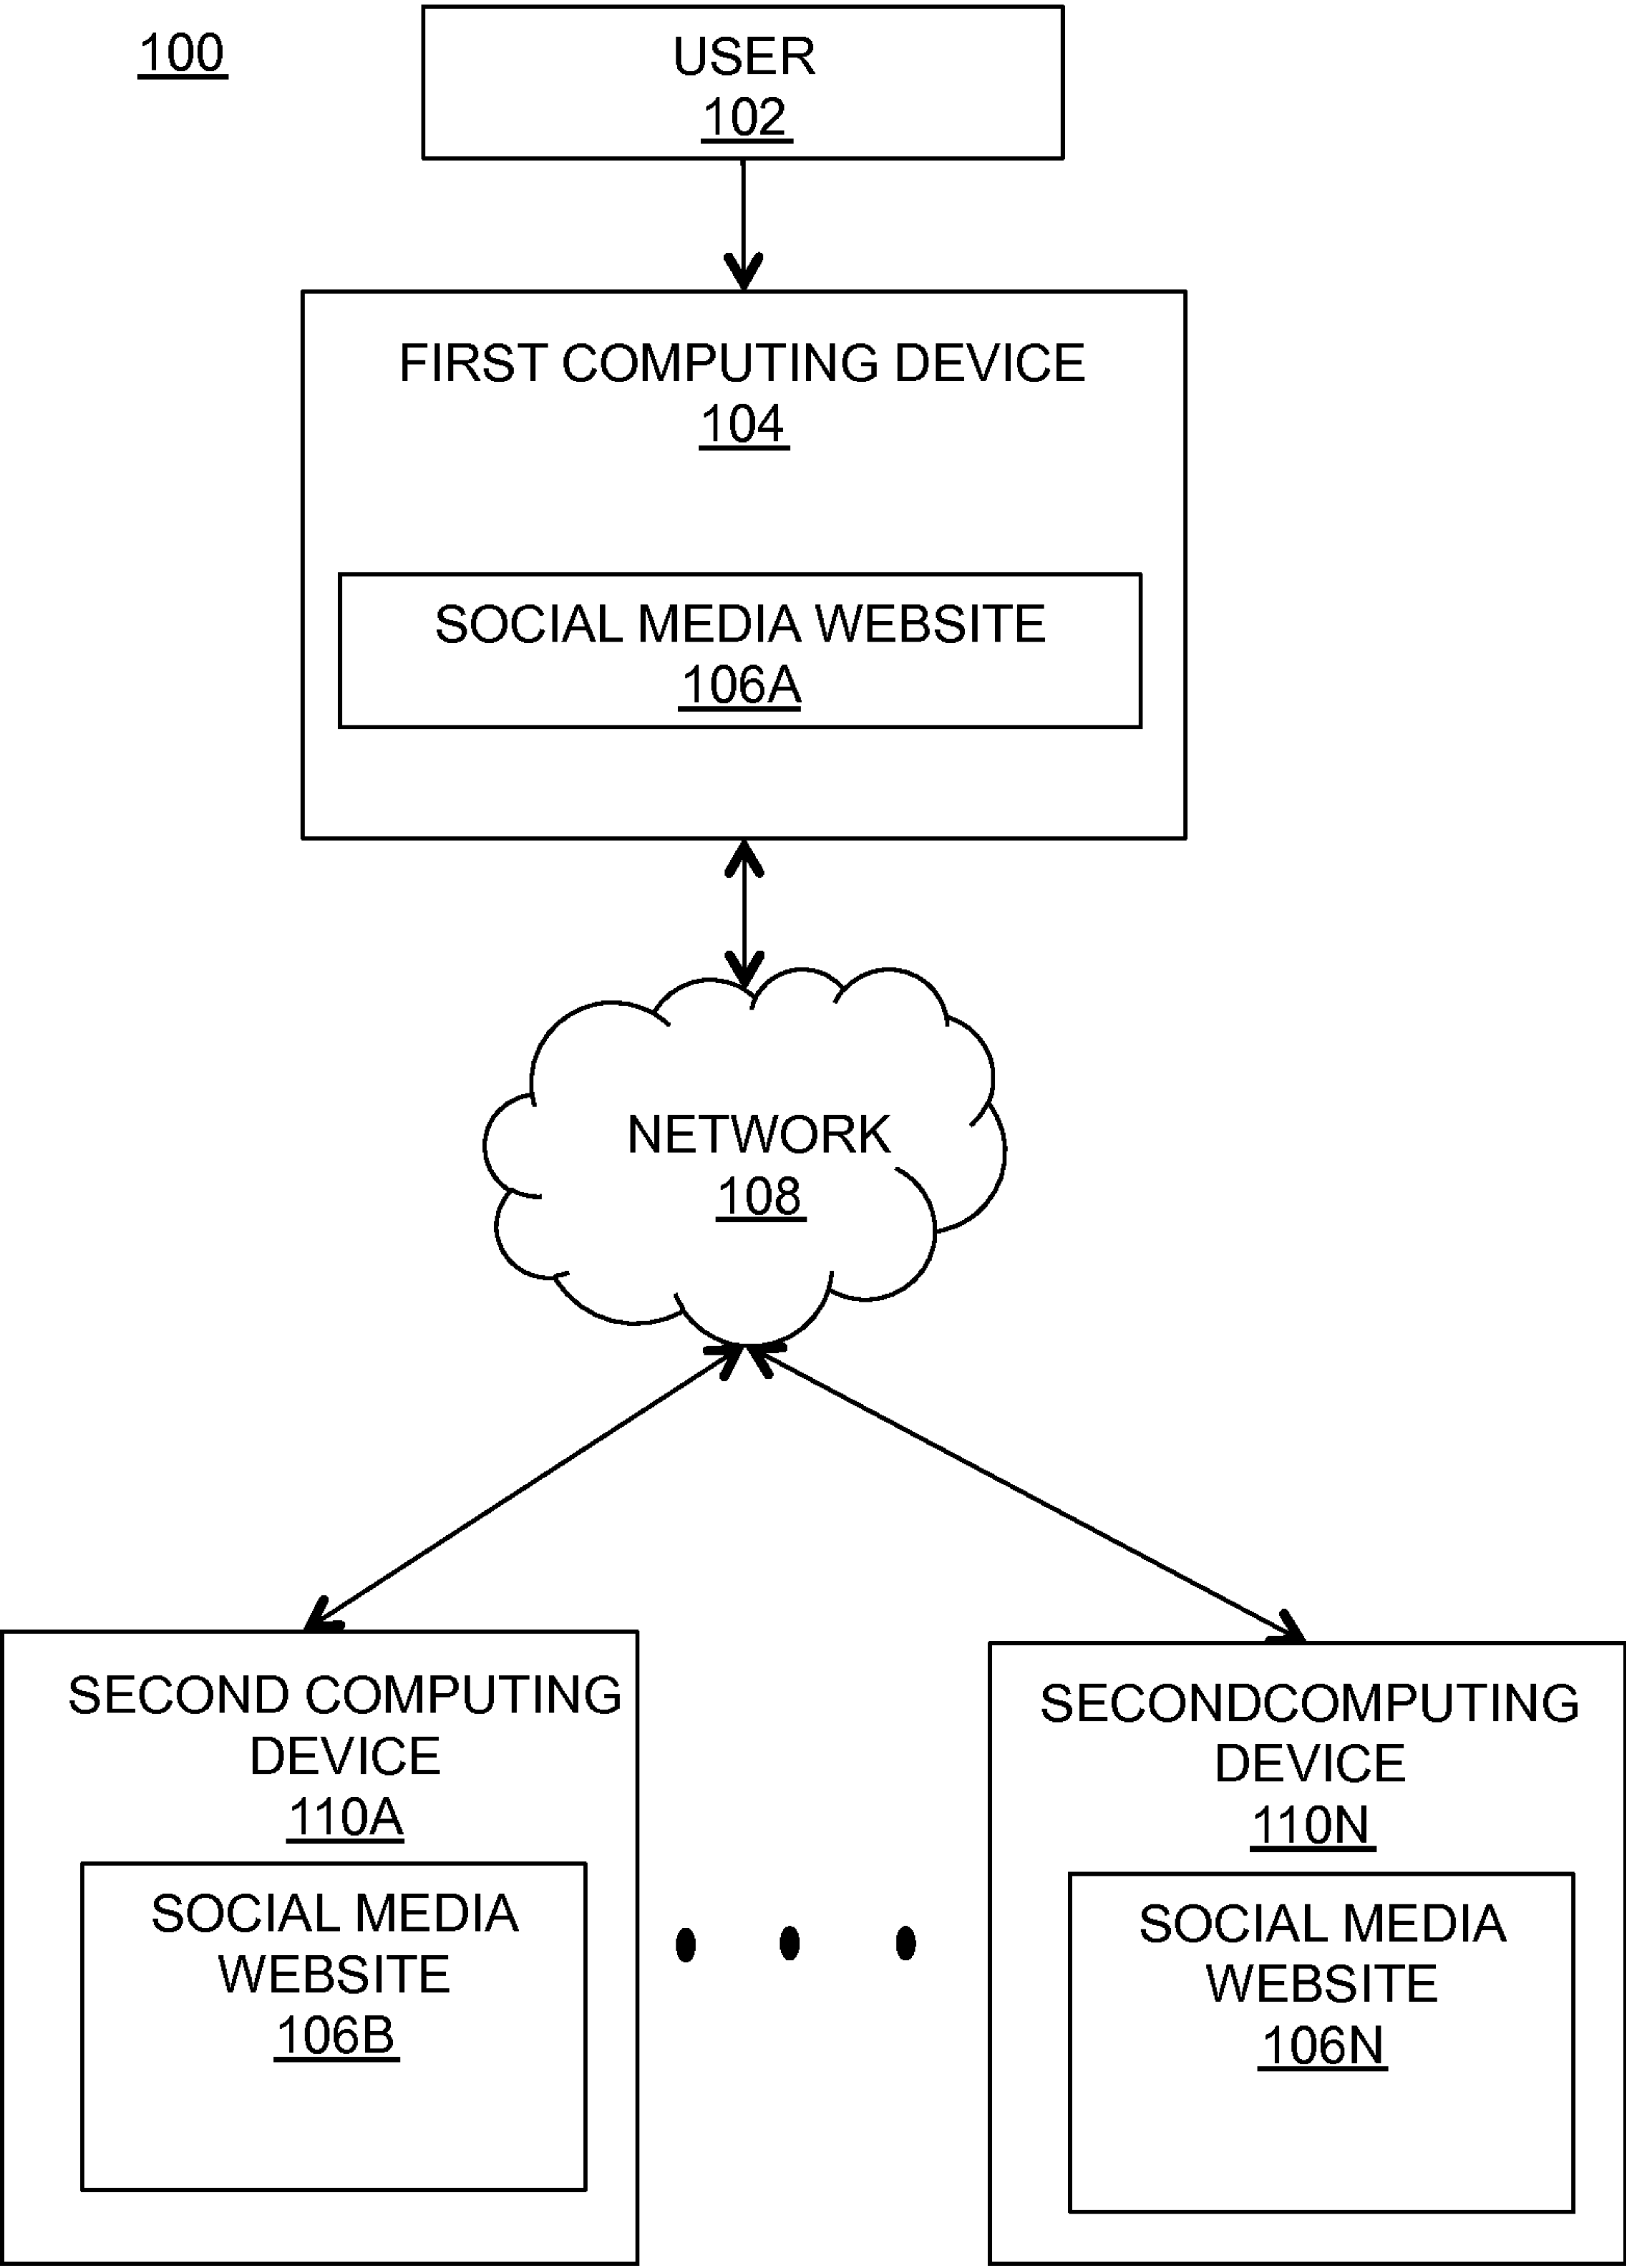 100
USER
102
FIRST COMPUTING DEVICE
104
SOCIAL MEDIA WEBSITE
106A
NETWORK
108
SECOND COMPUTING
DEVICE
110A
SOCIAL MEDIA
WEBSITE
106B
SECONDCOMPUTING
DEVICE
110N
SOCIAL MEDIA
WEBSITE
106N